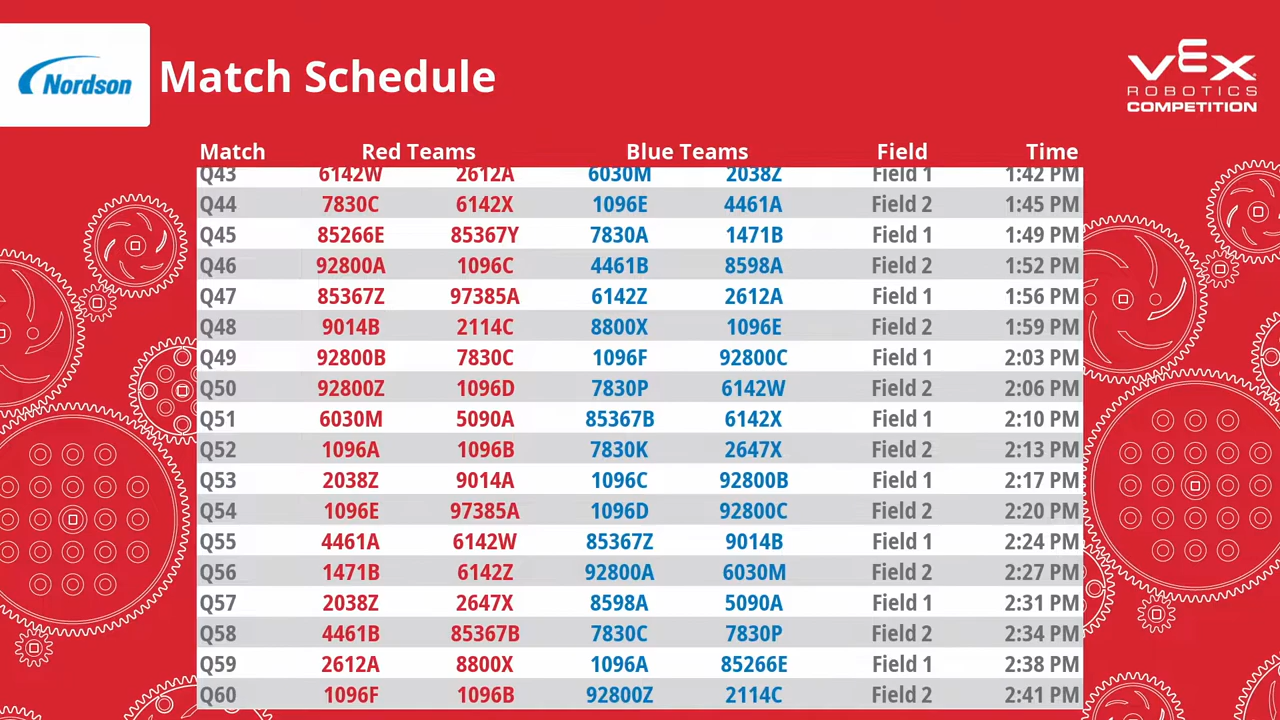 Nordson
Match Schedule
VEX
ROBOTICS
COMPETITION
Match Red Teams Blue Teams Field Time
Q43 6142W 2612A 6030M 2038Z Field 1 1:42 PM
Q44 7830C 6142X 1096E 4461A Field 2 1:45 PM
Q45 85266E 85367Y 7830A 1471B Field 1 1:49 PM
Q46 92800A 1096C 4461B 8598A Field 2 1:52 PM
Q47 85367Z 97385A 6142Z 2612A Field 1 1:56 PM
Q48 9014B 2114C 8800X 1096E Field 2 1:59 PM
Q49 92800B 7830C 1096F 92800C Field 1 2:03 PM
Q50 92800Z 1096D 7830P 6142W Field 2 2:06 PM
Q51 6030M 5090A 85367B 6142X Field 1 2:10 PM
Q52 1096A 1096B 7830K 2647X Field 2 2:13 PM
Q53 2038Z 9014A 1096C 92800B Field 1 2:17 PM
Q54 1096E 97385A 1096D 92800C Field 2 2:20 PM
Q55 4461A 6142W 85367Z 9014B Field 1 2:24 PM
Q56 1471B 6142Z 92800A 6030M Field 2 2:27 PM
Q57 2038Z 2647X 8598A 5090A Field 1 2:31 PM
Q58 4461B 85367B 7830C 7830P Field 2 2:34 PM
Q59 2612A 8800X 1096A 85266E Field 1 2:38 PM
Q60 1096F 1096B 92800Z 2114C Field 2 2:41 PM